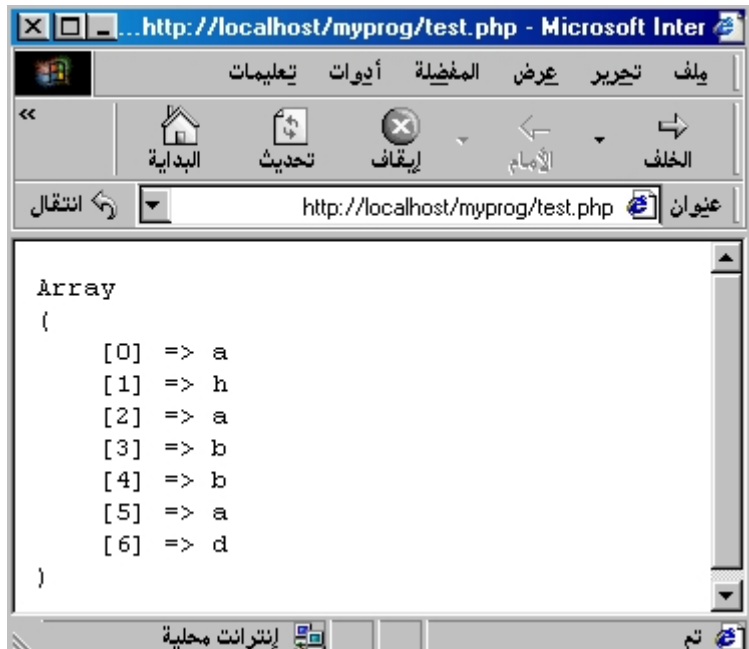 ...http://localhost/myprog/test.php - Microsoft Inter
ملف تحرير عرض المفضلة أدوات تعليمات
الخلف الأمام إيقاف تحديث البداية »
عنوان http://localhost/myprog/test.php انتقال
Array
(
[0] => a
[1] => h
[2] => a
[3] => b
[4] => b
[5] => a
[6] => d
)
تم إنترانت محلية